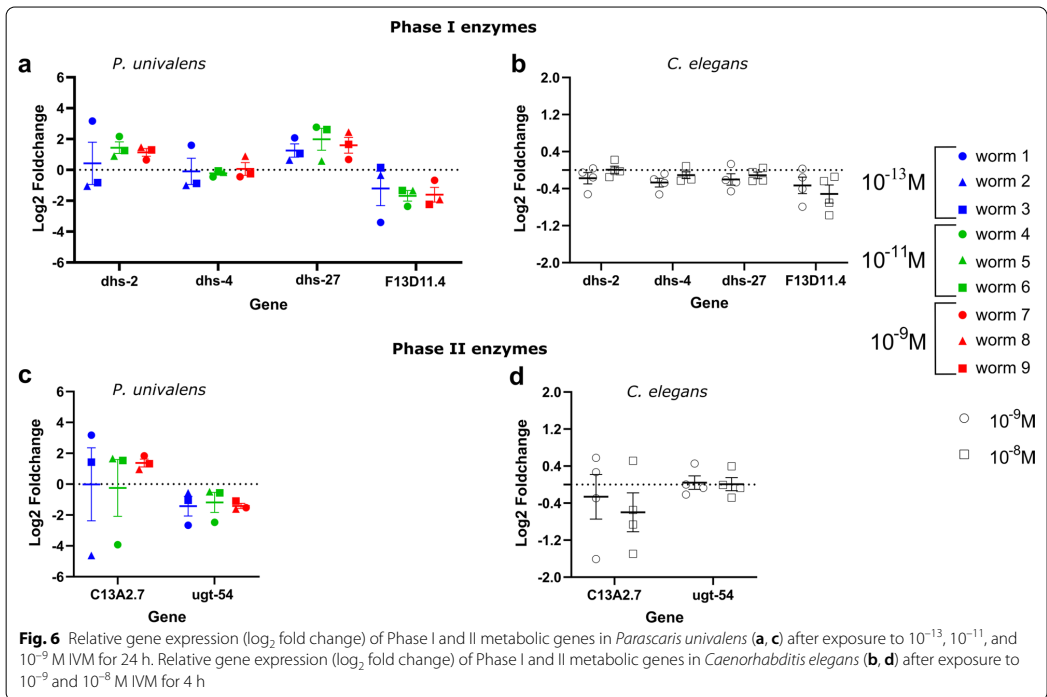 Phase I enzymes
a
P. univalens
Log2 Foldchange
6
4
2
0
-2
-4
-6
dhs-2 dhs-4 dhs-27 F13D11.4
Gene
b
C. elegans
Log2 Foldchange
2.0
1.2
0.4
-0.4
-1.2
-2.0
dhs-2 dhs-4 dhs-27 F13D11.4
Gene
10⁻¹³M
worm 1
worm 2
worm 3
10⁻¹¹M
worm 4
worm 5
worm 6
10⁻⁹M
worm 7
worm 8
worm 9
Phase II enzymes
c
P. univalens
Log2 Foldchange
6
4
2
0
-2
-4
-6
C13A2.7 ugt-54
Gene
d
C. elegans
Log2 Foldchange
2.0
1.2
0.4
-0.4
-1.2
-2.0
C13A2.7 ugt-54
Gene
10⁻⁹M
10⁻⁸M
Fig. 6 Relative gene expression (log₂ fold change) of Phase I and II metabolic genes in Parascaris univalens (a, c) after exposure to 10⁻¹³, 10⁻¹¹, and
10⁻⁹ M IVM for 24 h. Relative gene expression (log₂ fold change) of Phase I and II metabolic genes in Caenorhabditis elegans (b, d) after exposure to
10⁻⁹ and 10⁻⁸ M IVM for 4 h